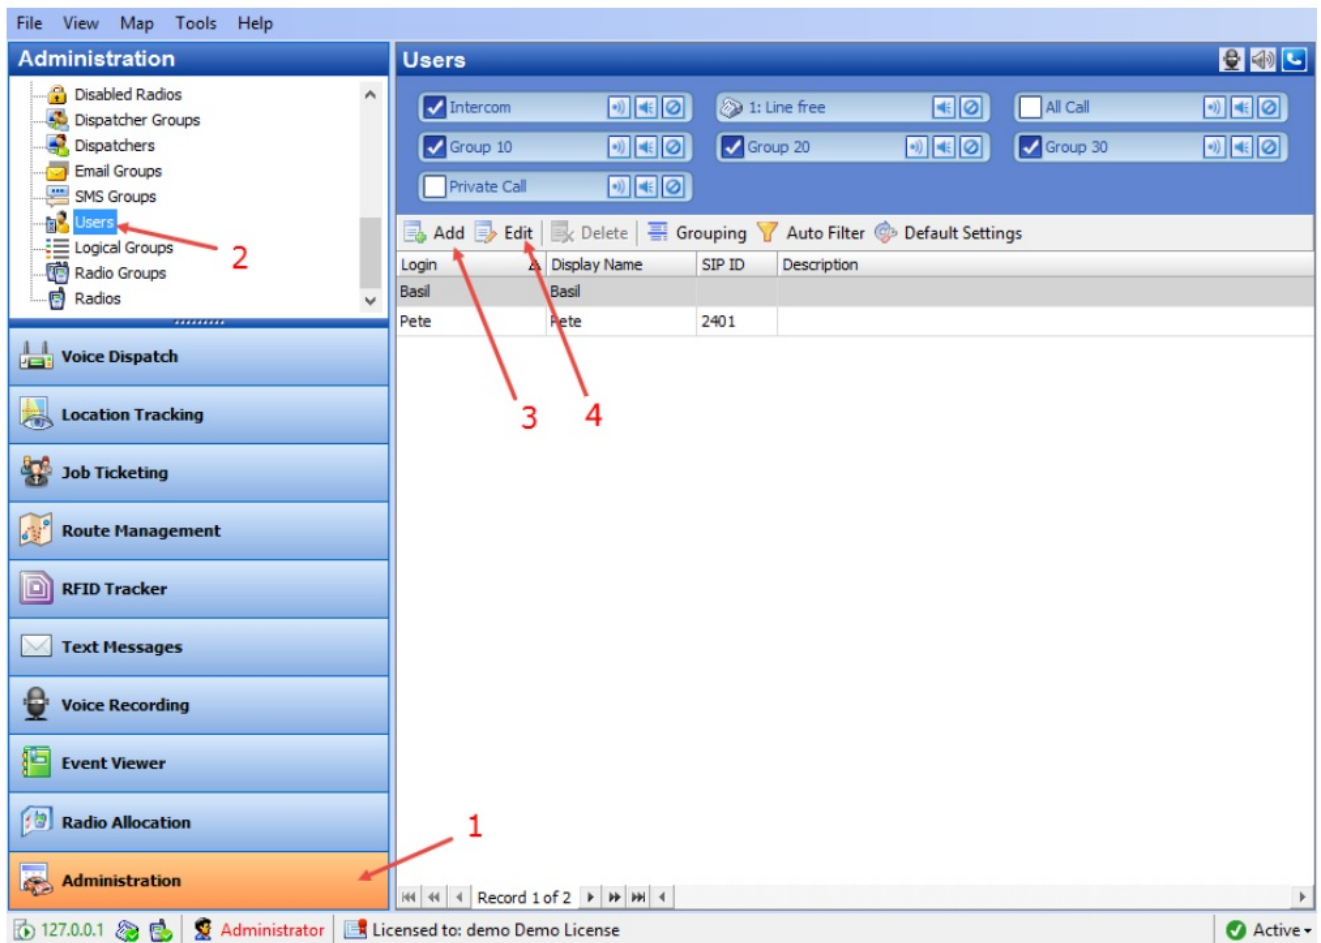 File View Map Tools Help
Administration
Disabled Radios
Dispatcher Groups
Dispatchers
Email Groups
SMS Groups
Users
Logical Groups
Radio Groups
Radios
2
Voice Dispatch
Location Tracking
Job Ticketing
Route Management
RFID Tracker
Text Messages
Voice Recording
Event Viewer
Radio Allocation
Administration
1
Users
Intercom 1: Line free All Call
Group 10 Group 20 Group 30
Private Call
Add Edit Delete Grouping Auto Filter Default Settings
Login Display Name SIP ID Description
Basil Basil
Pete Pete 2401
3 4
Record 1 of 2
127.0.0.1 Administrator Licensed to: demo Demo License Active